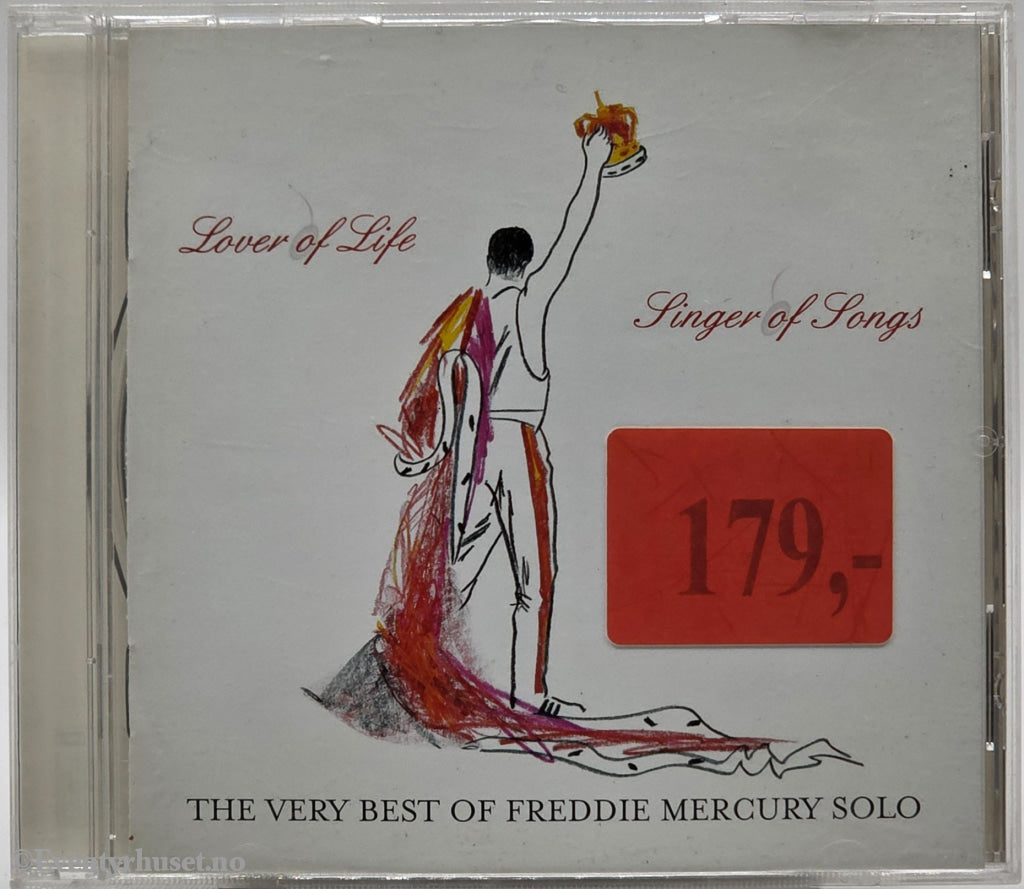 Lover of Life
Singer of Songs
179,-
THE VERY BEST OF FREDDIE MERCURY SOLO
©Eventyrhuset.no